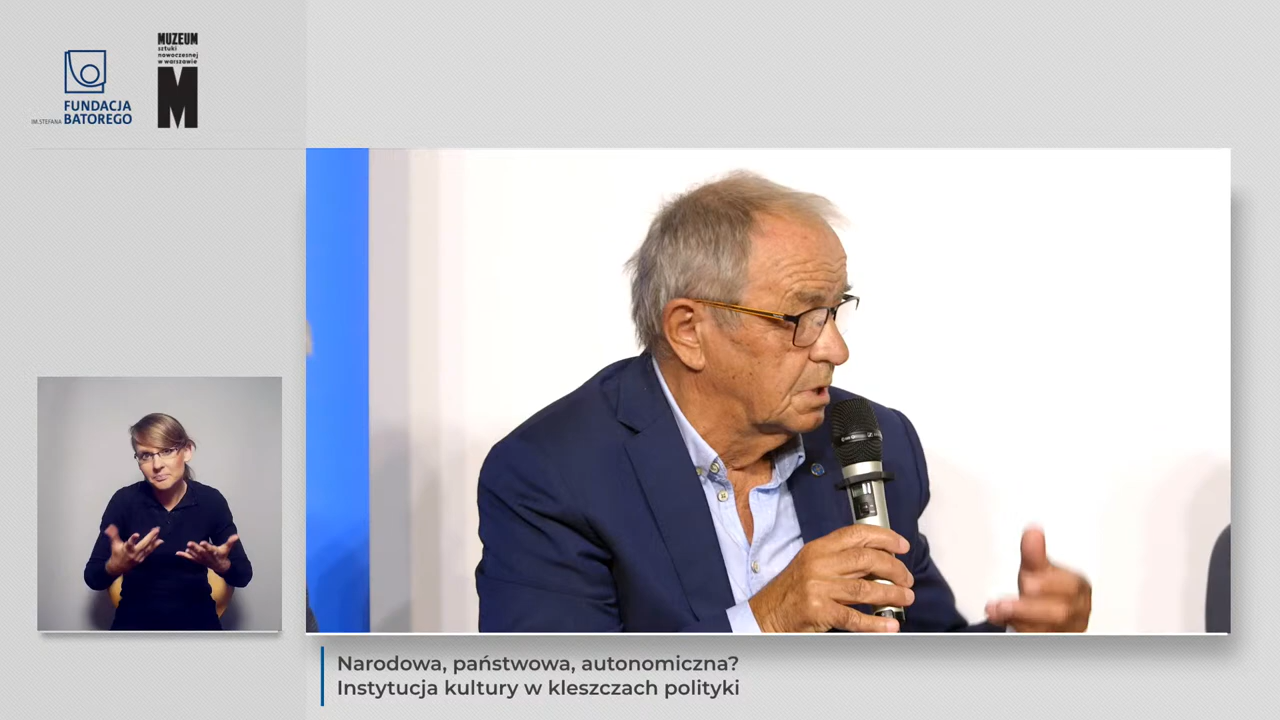 MUZEUM
sztuki
nowoczesnej
w warszawie
M
FUNDACJA
IM. STEFANA BATOREGO
Narodowa, państwowa, autonomiczna?
Instytucja kultury w kleszczach polityki